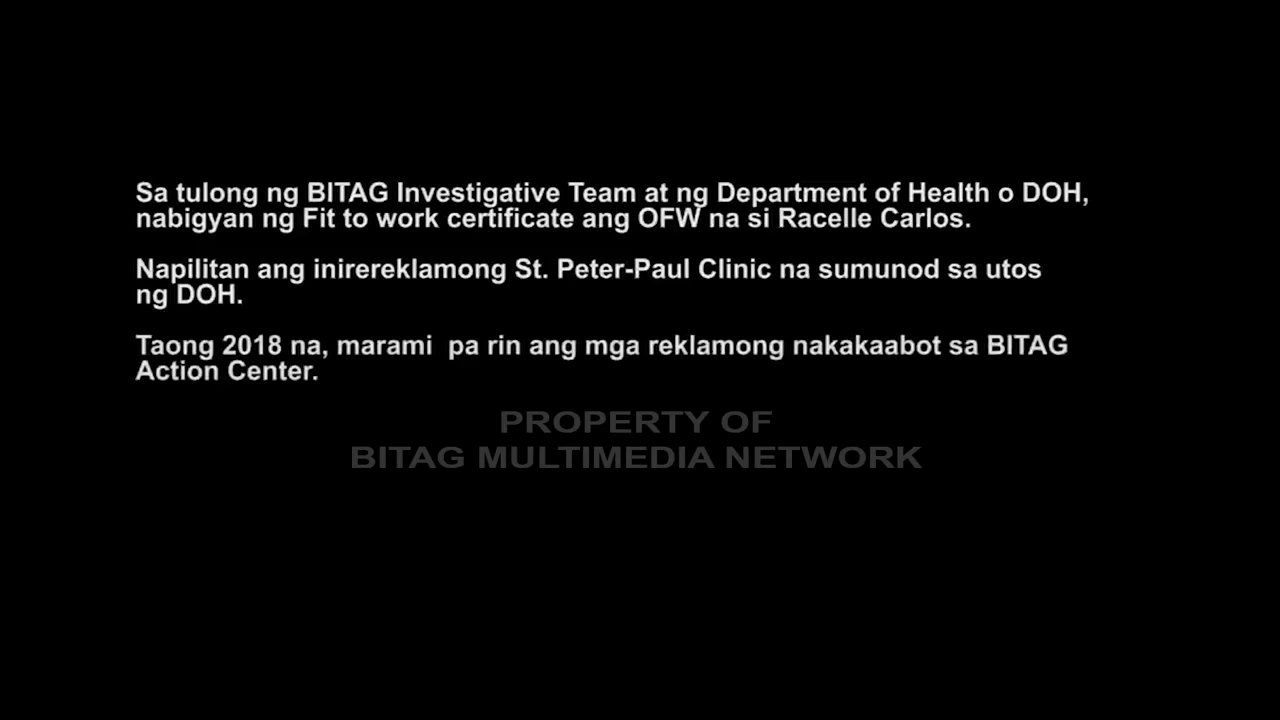 Sa tulong ng BITAG Investigative Team at ng Department of Health o DOH,
nabigyan ng Fit to work certificate ang OFW na si Racelle Carlos.
Napilitan ang inirereklamong St. Peter-Paul Clinic na sumunod sa utos
ng DOH.
Taong 2018 na, marami  pa rin ang mga reklamong nakakaabot sa BITAG
Action Center.
PROPERTY OF
BITAG MULTIMEDIA NETWORK